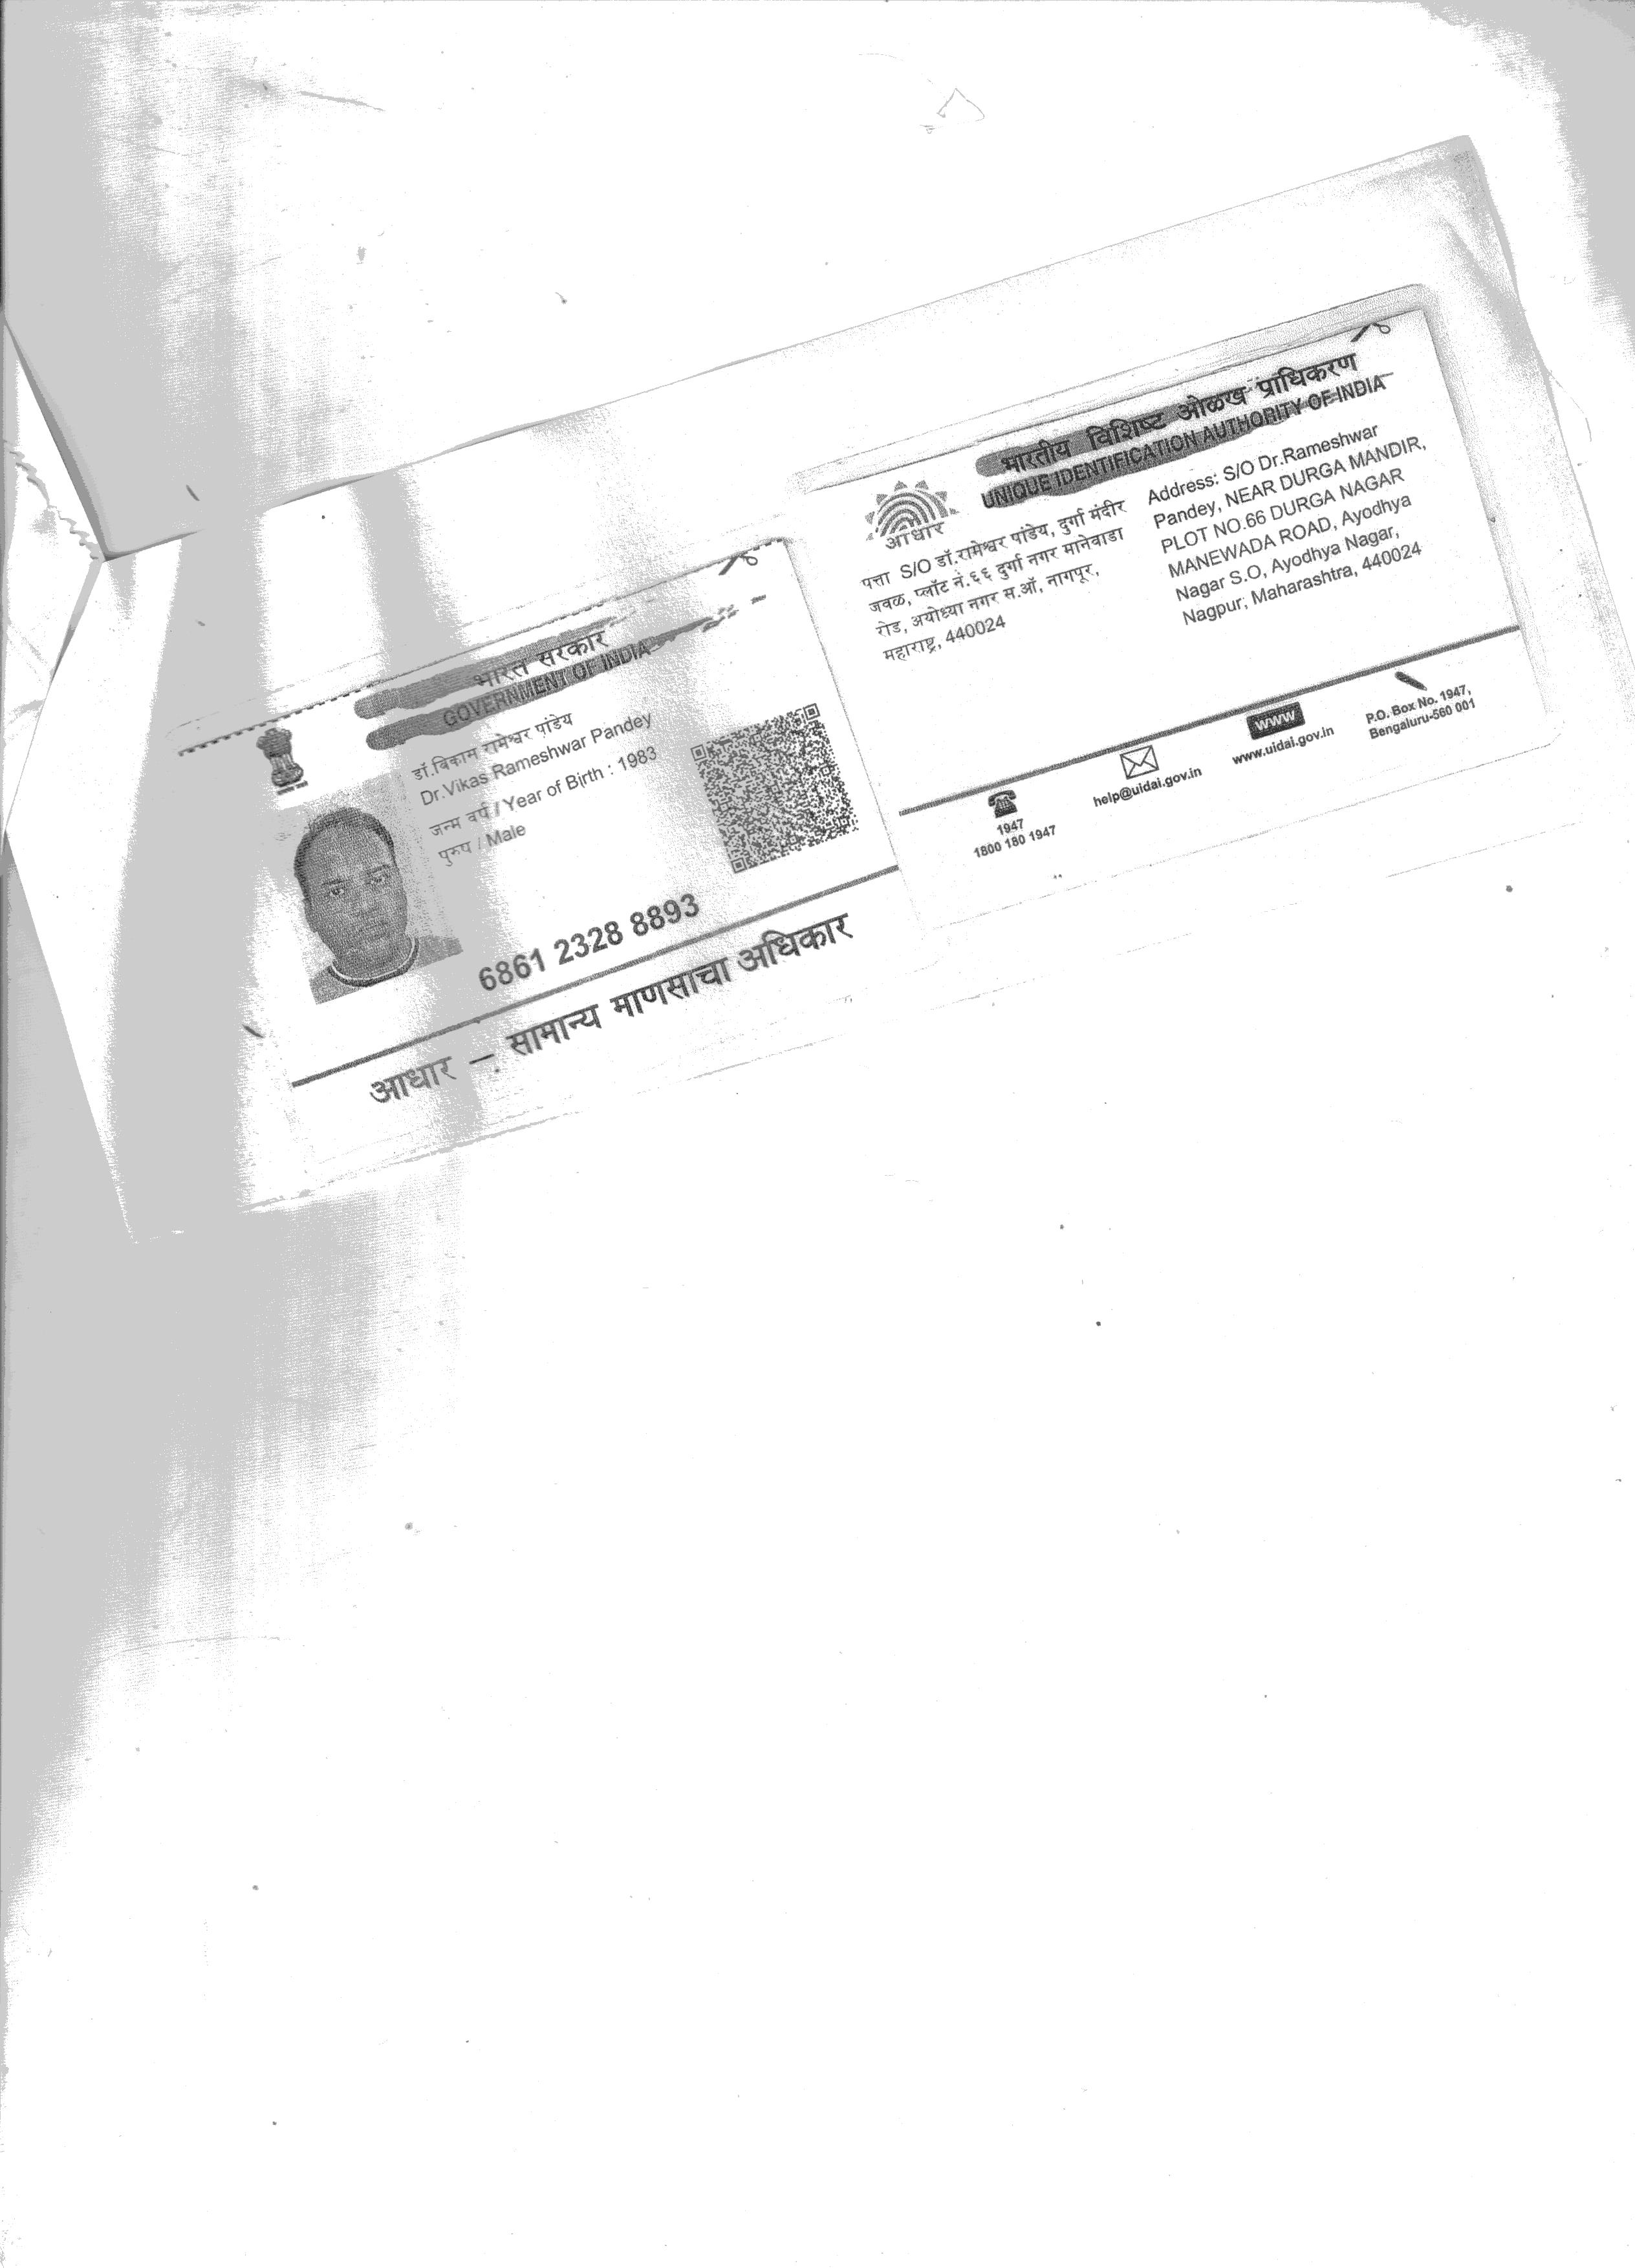 भारत सरकार
GOVERNMENT OF INDIA
डॉ.विकास रामेश्वर पांडेय
Dr.Vikas Rameshwar Pandey
जन्म वर्ष / Year of Birth : 1983
पुरुष / Male
6861 2328 8893
आधार – सामान्य माणसाचा अधिकार
भारतीय विशिष्ट ओळख प्राधिकरण
UNIQUE IDENTIFICATION AUTHORITY OF INDIA
आधार
पत्ता S/O डॉ.रामेश्वर पांडेय, दुर्गा मंदीर
जवळ, प्लॉट नं.६६ दुर्गा नगर मानेवाडा
रोड, अयोध्या नगर स.ऑ, नागपूर,
महाराष्ट्र, 440024
Address: S/O Dr.Rameshwar
Pandey, NEAR DURGA MANDIR,
PLOT NO.66 DURGA NAGAR
MANEWADA ROAD, Ayodhya
Nagar S.O, Ayodhya Nagar,
Nagpur, Maharashtra, 440024
1947
1800 180 1947
help@uidai.gov.in
www
www.uidai.gov.in
P.O. Box No. 1947,
Bengaluru-560 001